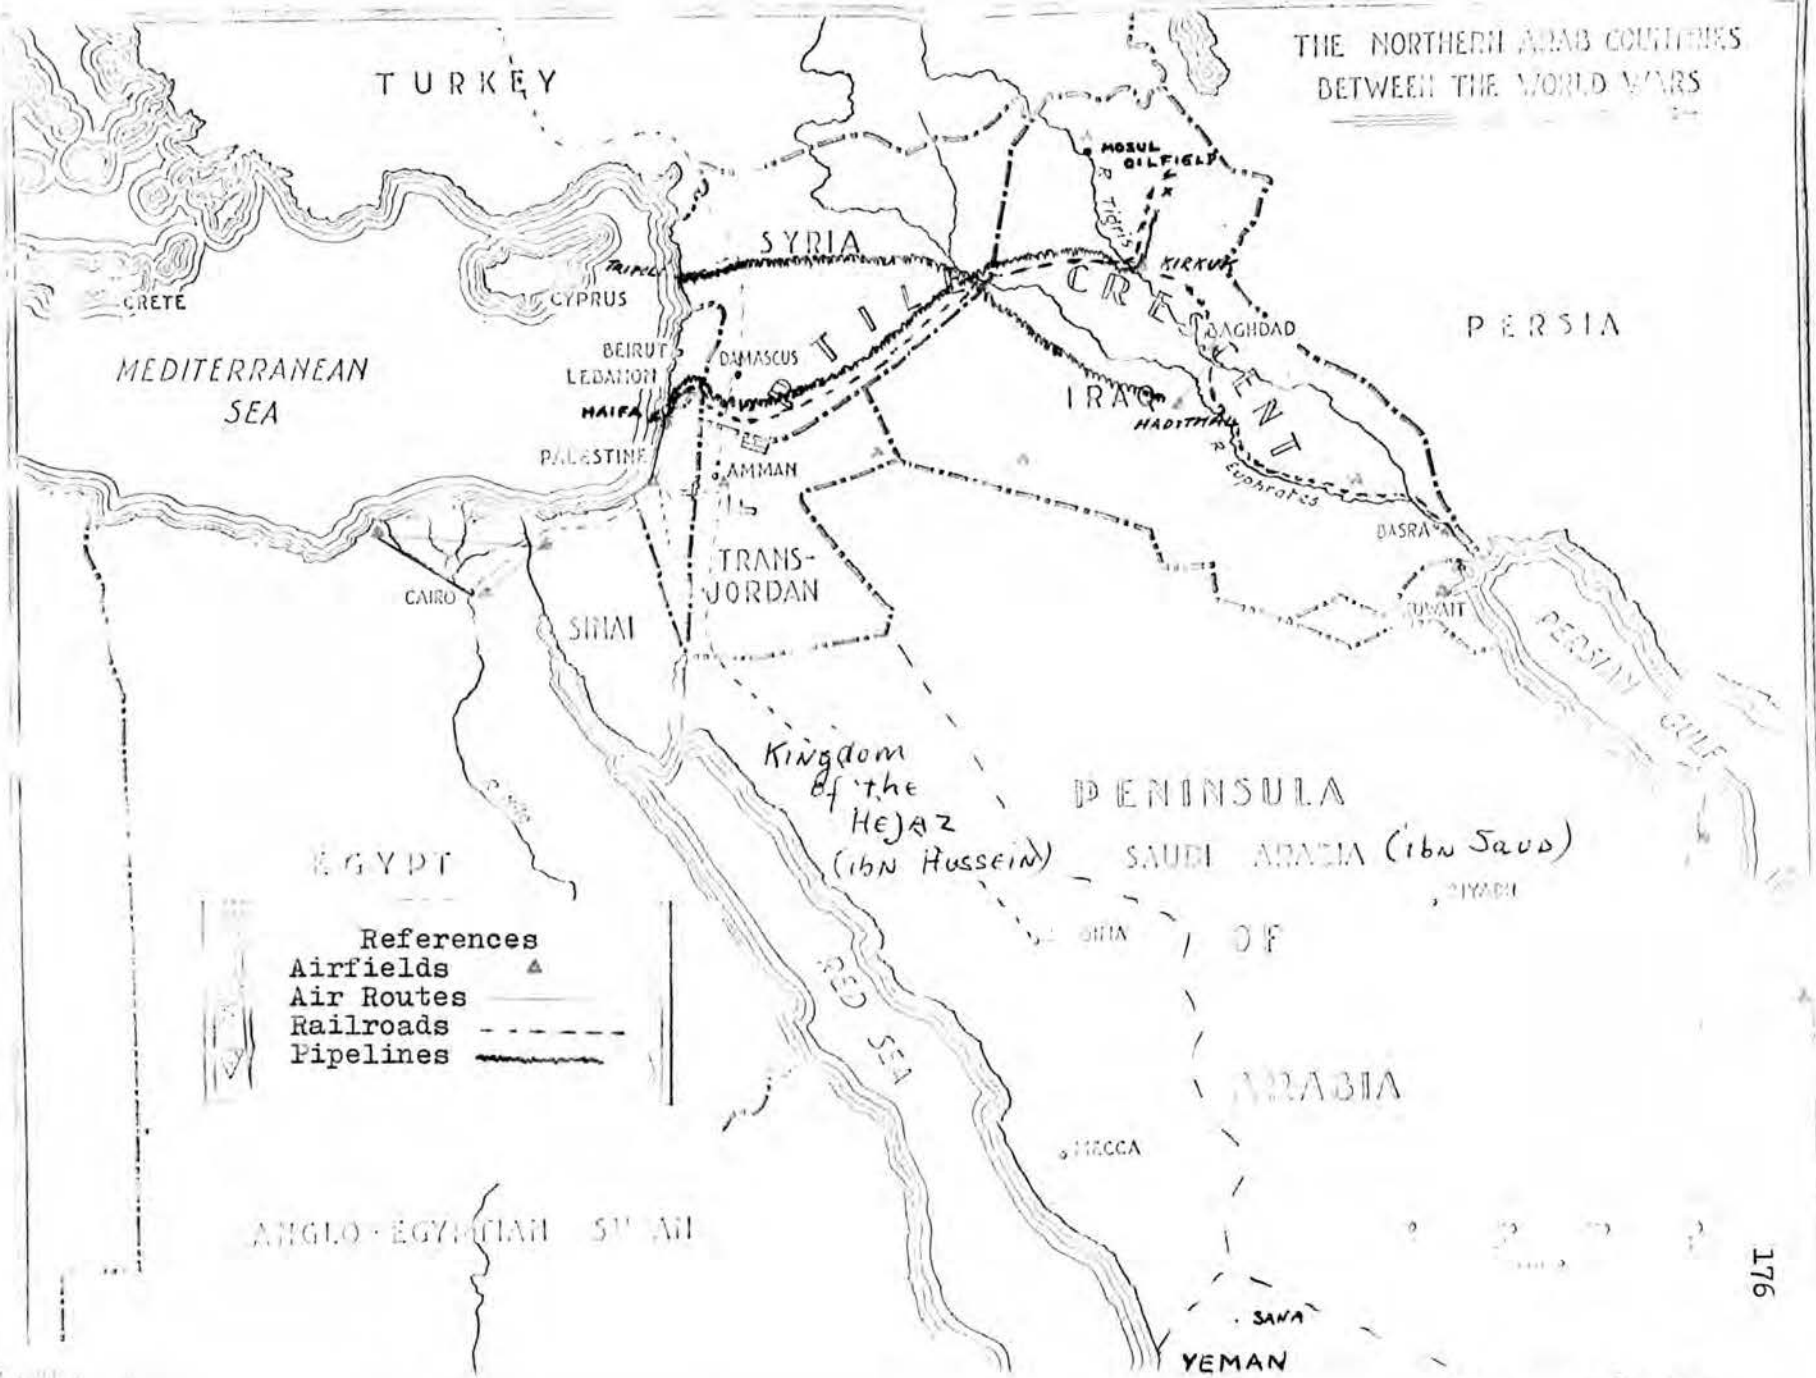 THE NORTHERN ARAB COUNTRIES
BETWEEN THE WORLD WARS
TURKEY
MOSUL
OILFIELD
R Tigris
SYRIA
TRIPOLI
KIRKUK
CRETE
CYPRUS
CRESCENT
MEDITERRANEAN
SEA
BEIRUT
DAMASCUS
LEBANON
BAGHDAD
PERSIA
HAIFA
IRAQ
HADITHAH
PALESTINE
AMMAN
R Euphrates
BASRA
TRANS-
JORDAN
CAIRO
SINAI
KUWAIT
PERSIAN
GULF
R. Nile
Kingdom
of the
HEJAZ
(ibN HUSSEIN)
PENINSULA
SAUDI ARABIA (ibN SAUD)
RIYADH
EGYPT
OF
References
Airfields
Air Routes
Railroads
Pipelines
RED SEA
ARABIA
MECCA
ANGLO-EGYPTIAN SUDAN
176
SANA
YEMAN